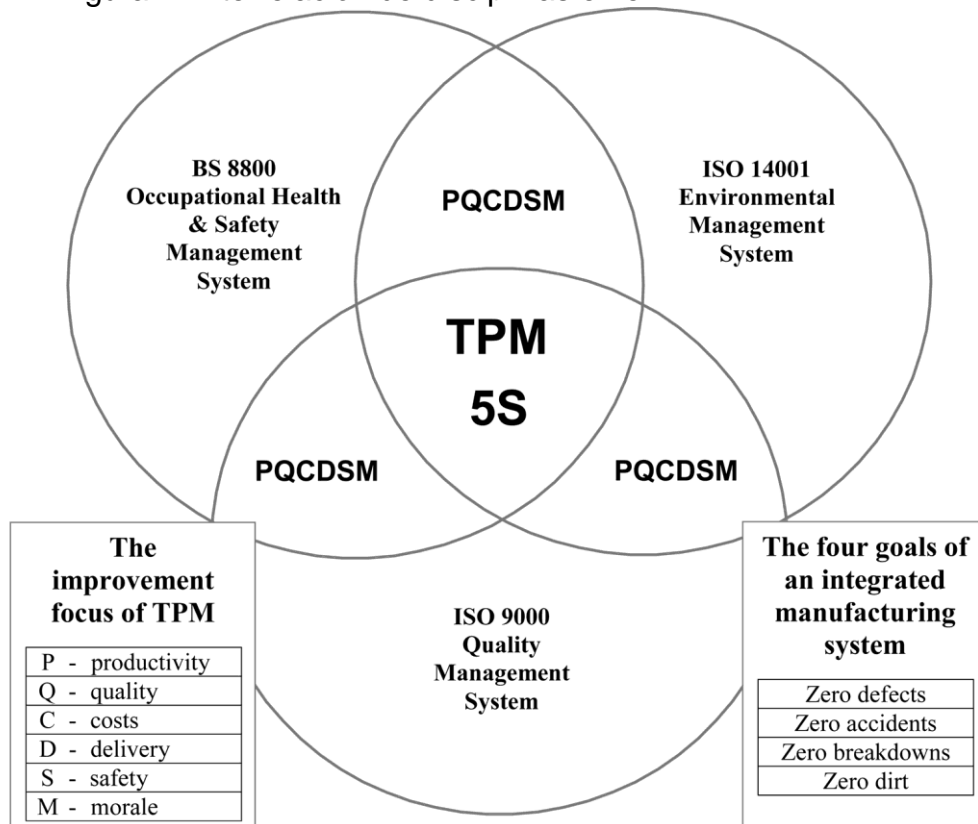 BS 8800
Occupational Health
& Safety
Management
System
PQCDSM
ISO 14001
Environmental
Management
System
TPM
5S
PQCDSM
PQCDSM
The
improvement
focus of TPM
P - productivity
Q - quality
C - costs
D - delivery
S - safety
M - morale
ISO 9000
Quality
Management
System
The four goals of
an integrated
manufacturing
system
Zero defects
Zero accidents
Zero breakdowns
Zero dirt